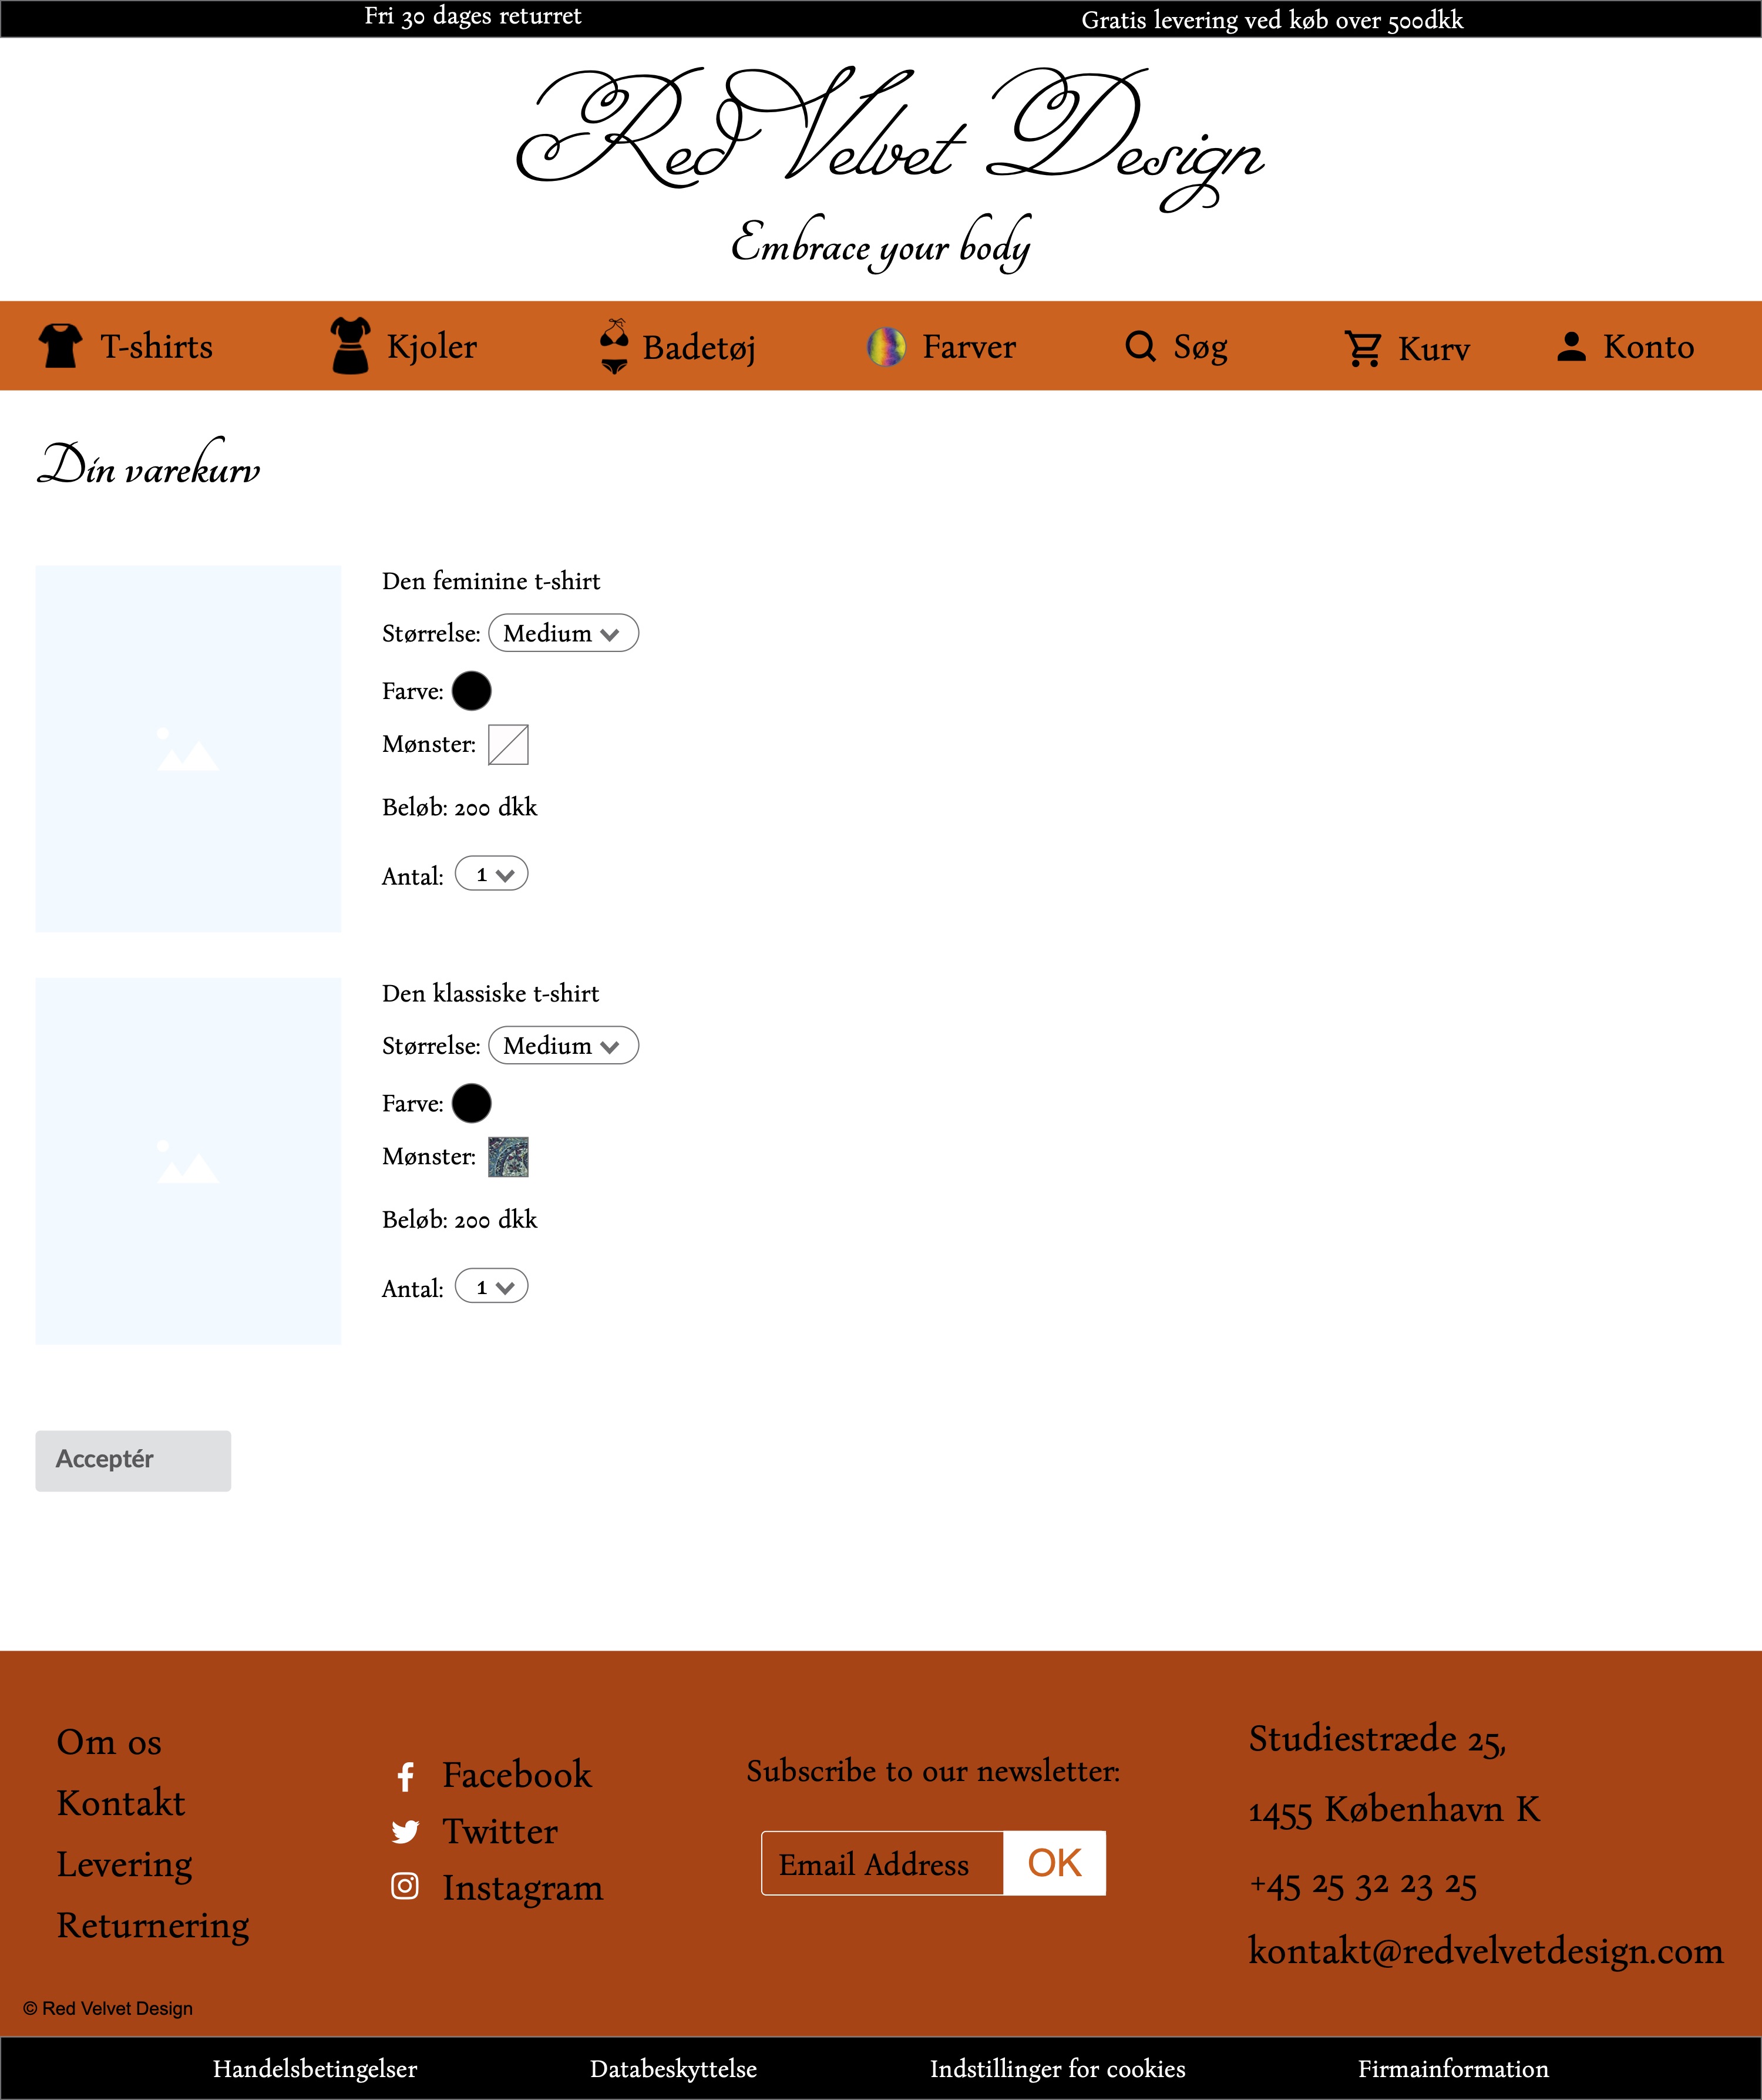 Fri 30 dages returret
Gratis levering ved køb over 500dkk
Red Velvet Design
Embrace your body
T-shirts
Kjoler
Badetøj
Farver
Søg
Kurv
Konto
Din varekurv
Den feminine t-shirt
Størrelse: Medium
Farve:
Mønster:
Beløb: 200 dkk
Antal: 1
Den klassiske t-shirt
Størrelse: Medium
Farve:
Mønster:
Beløb: 200 dkk
Antal: 1
Acceptér
Om os
Kontakt
Levering
Returnering
Facebook
Twitter
Instagram
Subscribe to our newsletter:
Email Address
OK
Studiestræde 25,
1455 København K
+45 25 32 23 25
kontakt@redvelvetdesign.com
© Red Velvet Design
Handelsbetingelser
Databeskyttelse
Indstillinger for cookies
Firmainformation